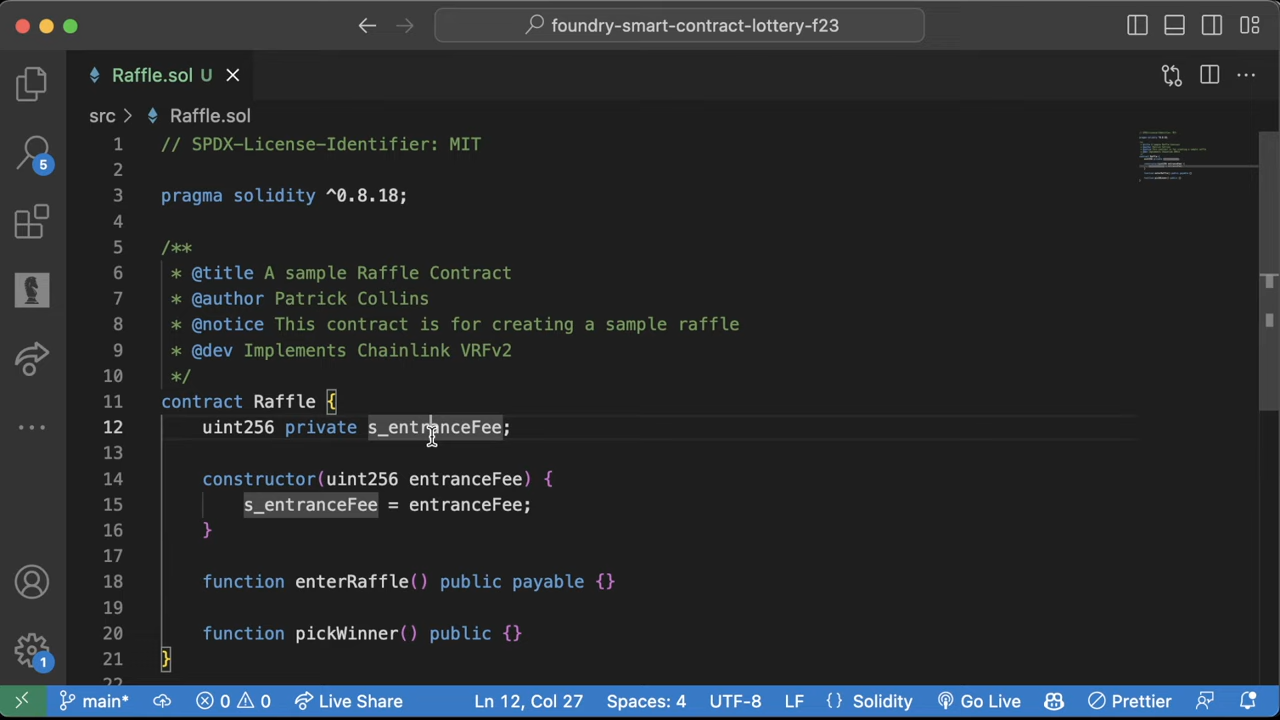 foundry-smart-contract-lottery-f23
Raffle.sol U
src > Raffle.sol
1 // SPDX-License-Identifier: MIT
2
3 pragma solidity ^0.8.18;
4
5 /**
6 * @title A sample Raffle Contract
7 * @author Patrick Collins
8 * @notice This contract is for creating a sample raffle
9 * @dev Implements Chainlink VRFv2
10 */
11 contract Raffle {
12 uint256 private s_entranceFee;
13
14 constructor(uint256 entranceFee) {
15 s_entranceFee = entranceFee;
16 }
17
18 function enterRaffle() public payable {}
19
20 function pickWinner() public {}
21 }
22
5
1
main* 0 0 Live Share Ln 12, Col 27 Spaces: 4 UTF-8 LF {} Solidity Go Live Prettier